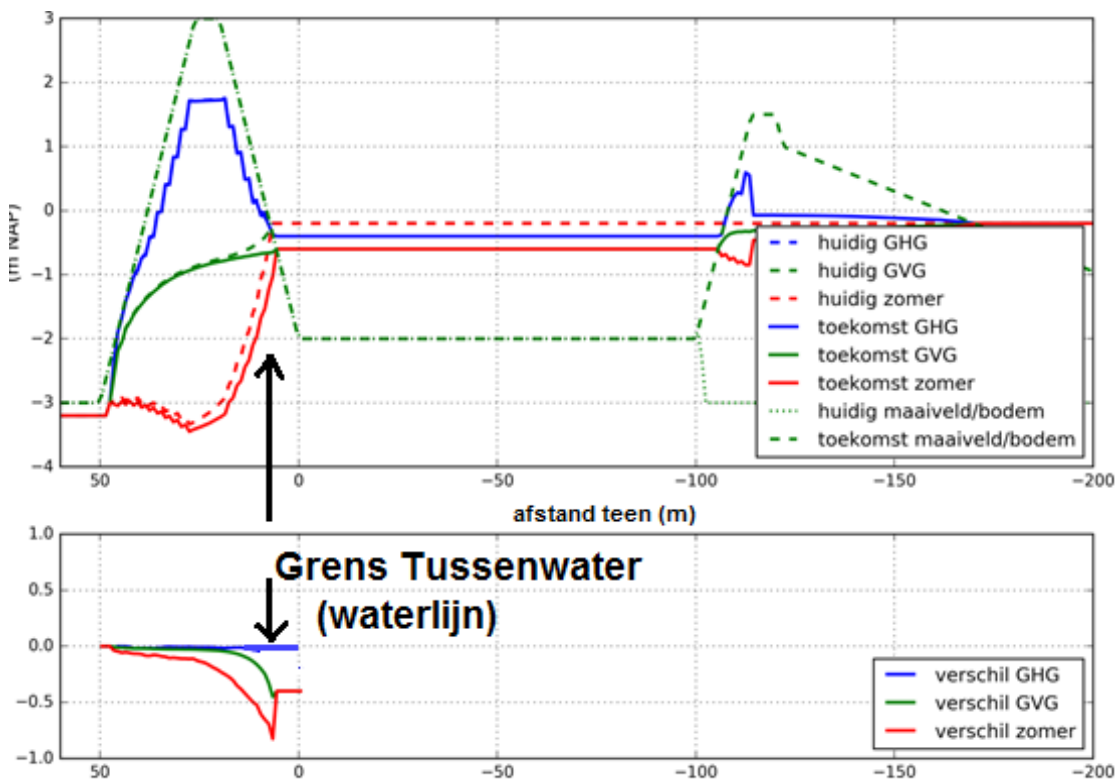 3
2
1
0
−1
−2
−3
−4
(m NAP)
huidig GHG
huidig GVG
huidig zomer
toekomst GHG
toekomst GVG
toekomst zomer
huidig maaiveld/bodem
toekomst maaiveld/bodem
50
0
−50
−100
−150
−200
afstand teen (m)
1.0
0.5
0.0
−0.5
−1.0
Grens Tussenwater
(waterlijn)
verschil GHG
verschil GVG
verschil zomer
50
0
−50
−100
−150
−200